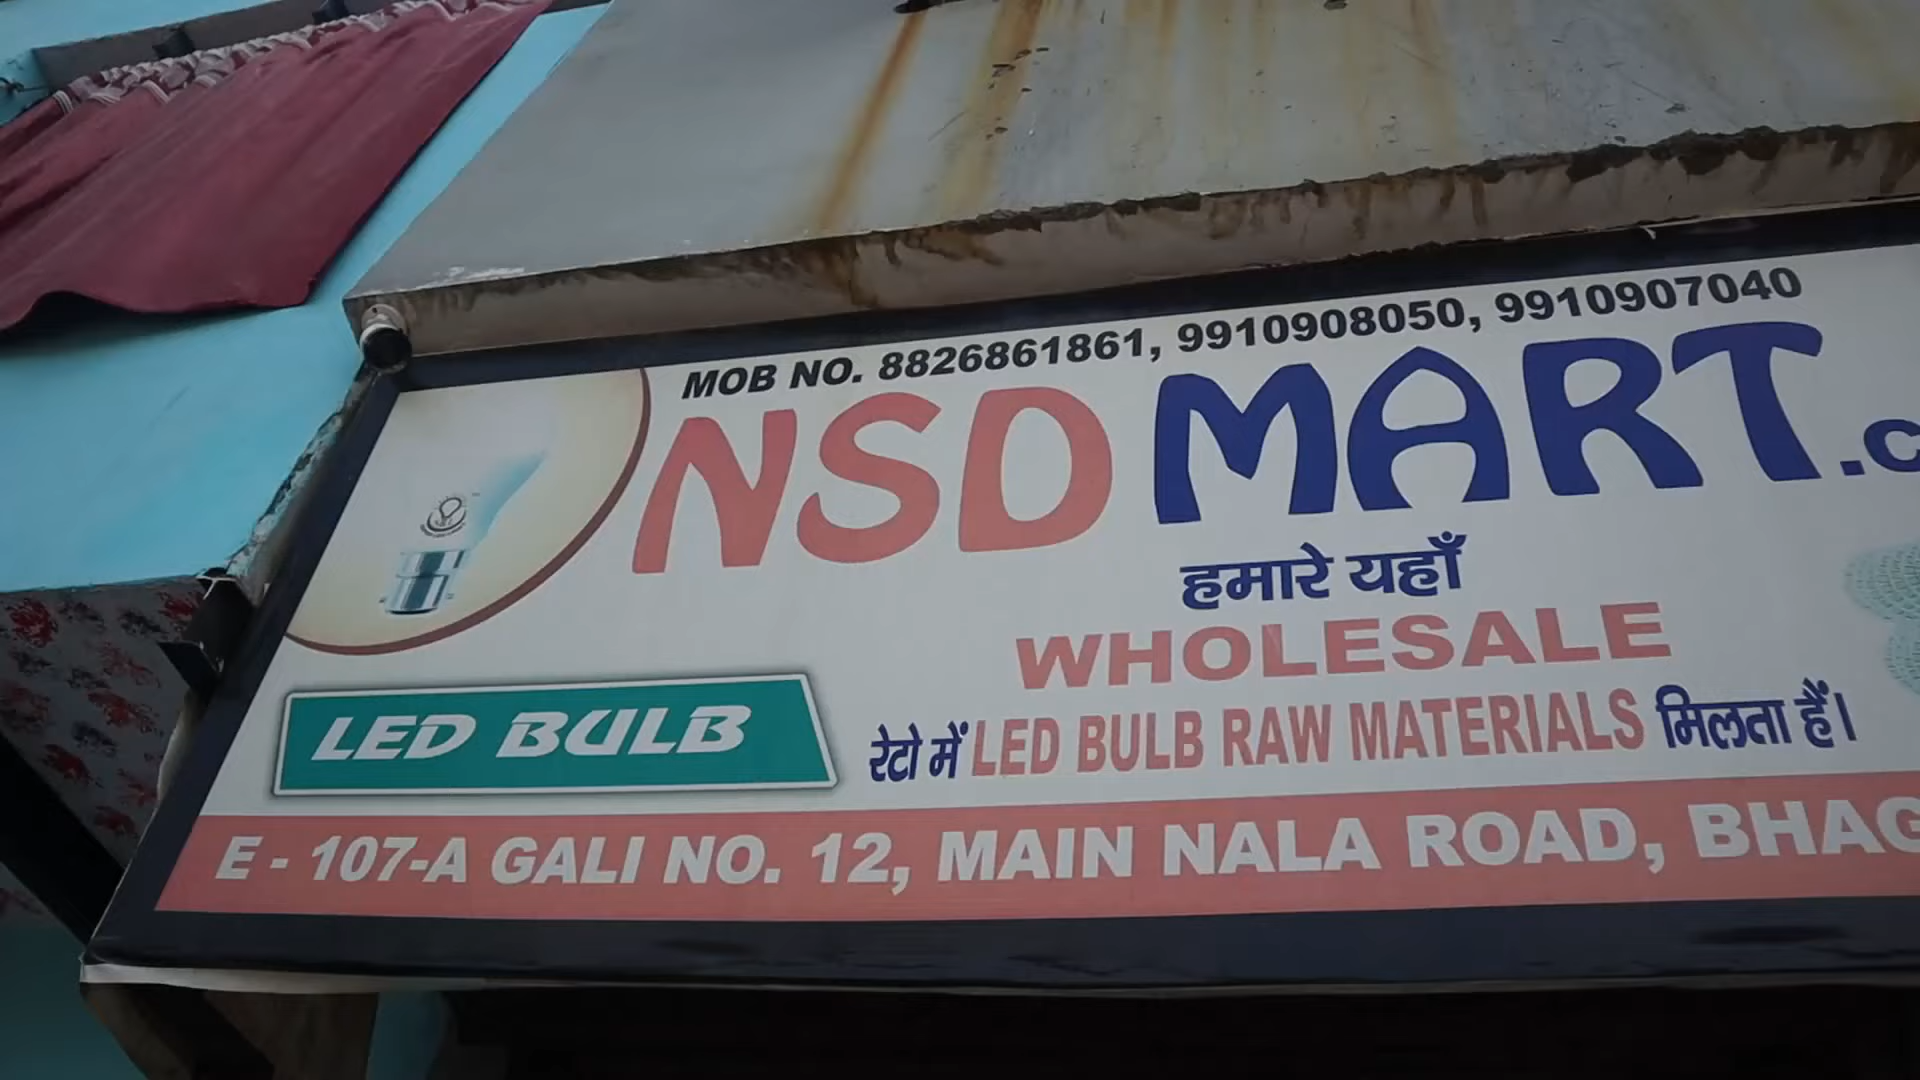 MOB NO. 8826861861, 9910908050, 9910907040
NSD MART.c
हमारे यहाँ
WHOLESALE
LED BULB
रेटो में LED BULB RAW MATERIALS मिलता हैं।
E - 107-A GALI NO. 12, MAIN NALA ROAD, BHAG